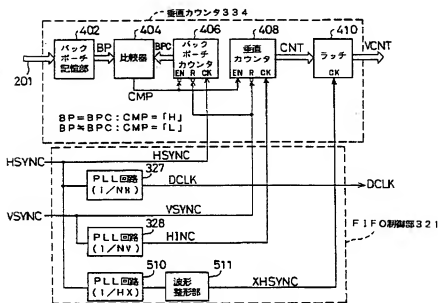 垂直カウンタ334
402 404 406 408 410
バック
ポーチ
記憶部
BP
比較器
BPC
バック
ポーチ
カウンタ
EN R CK
垂直
カウンタ
EN R CK
CNT
ラッチ
CK
VCNT
201
CMP
BP=BPC:CMP=「H」
BP≒BPC:CMP=「L」
HSYNC
HSYNC
327
PLL回路
(1/NH)
DCLK
DCLK
VSYNC
VSYNC
328
PLL回路
(1/NV)
HINC
FIFO制御部321
510
PLL回路
(1/HX)
511
波形
整形部
XHSYNC